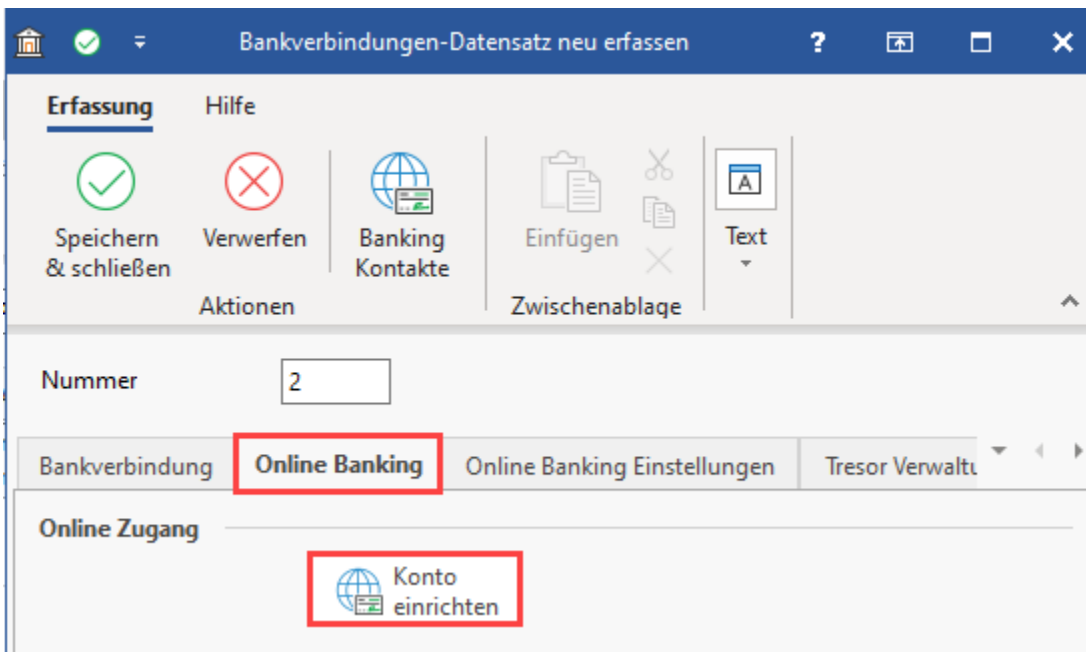 Bankverbindungen-Datensatz neu erfassen ?
Erfassung Hilfe
Speichern & schließen
Verwerfen
Banking Kontakte
Einfügen
A
Text
Aktionen Zwischenablage
Nummer 2
Bankverbindung Online Banking Online Banking Einstellungen Tresor Verwaltu
Online Zugang
Konto
einrichten